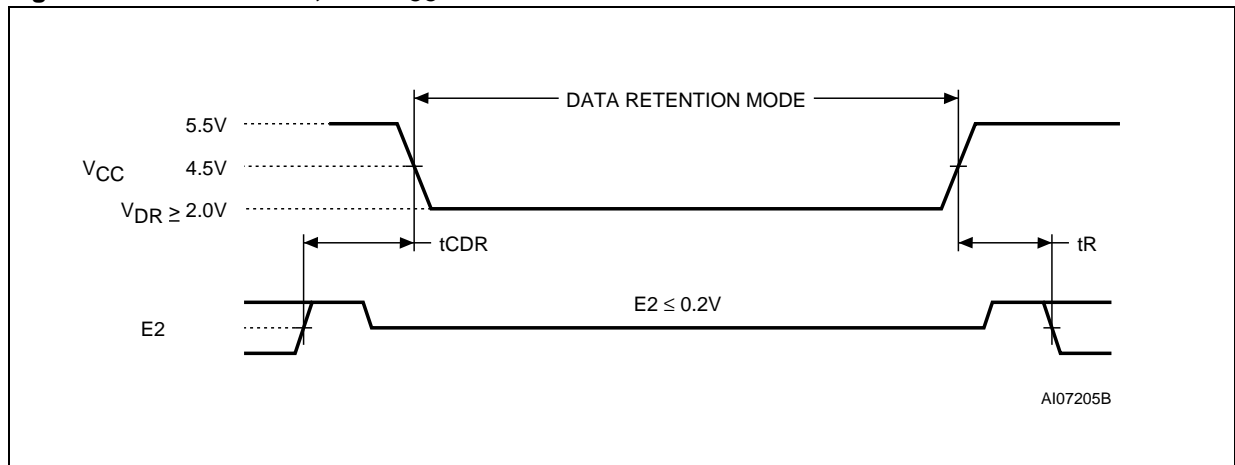 DATA RETENTION MODE
5.5V
VCC 4.5V
VDR ≥ 2.0V
tCDR
tR
E2 ≤ 0.2V
E2
AI07205B